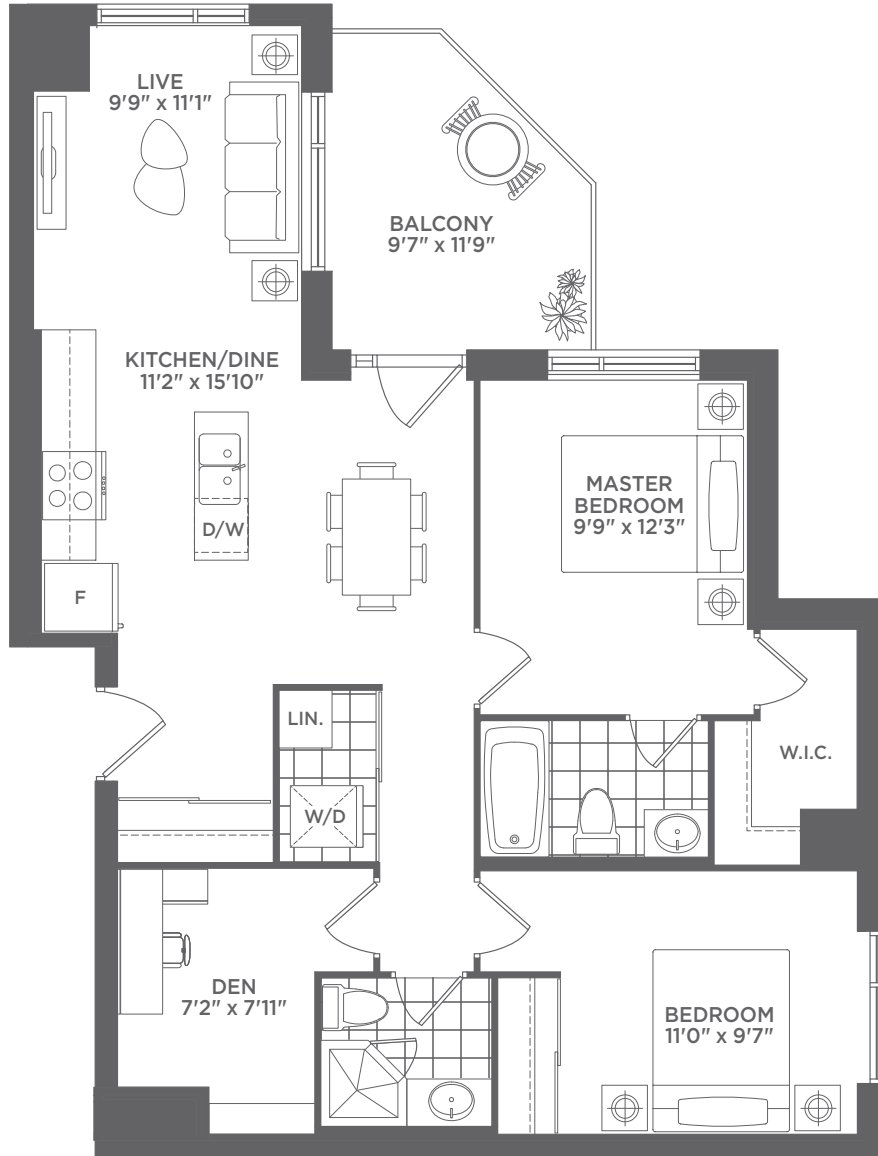 LIVE
9'9" x 11'1"
BALCONY
9'7" x 11'9"
KITCHEN/DINE
11'2" x 15'10"
MASTER
BEDROOM
9'9" x 12'3"
D/W
F
LIN.
W/D
W.I.C.
DEN
7'2" x 7'11"
BEDROOM
11'0" x 9'7"